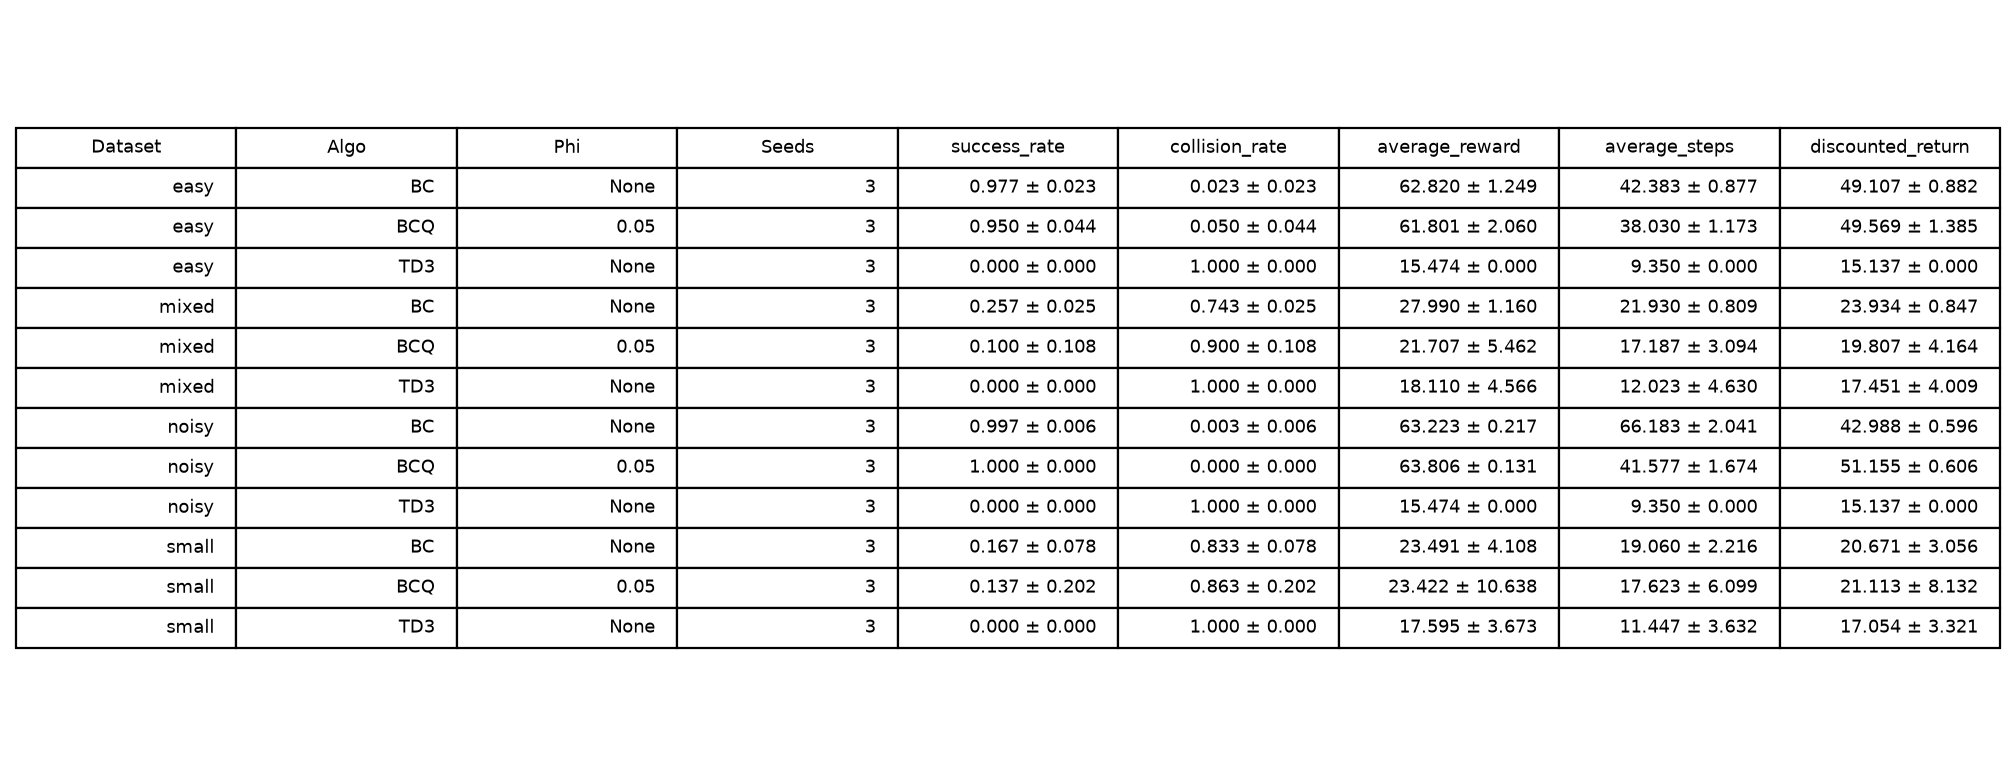 Dataset Algo Phi Seeds success_rate collision_rate average_reward average_steps discounted_return
easy BC None 3 0.977 ± 0.023 0.023 ± 0.023 62.820 ± 1.249 42.383 ± 0.877 49.107 ± 0.882
easy BCQ 0.05 3 0.950 ± 0.044 0.050 ± 0.044 61.801 ± 2.060 38.030 ± 1.173 49.569 ± 1.385
easy TD3 None 3 0.000 ± 0.000 1.000 ± 0.000 15.474 ± 0.000 9.350 ± 0.000 15.137 ± 0.000
mixed BC None 3 0.257 ± 0.025 0.743 ± 0.025 27.990 ± 1.160 21.930 ± 0.809 23.934 ± 0.847
mixed BCQ 0.05 3 0.100 ± 0.108 0.900 ± 0.108 21.707 ± 5.462 17.187 ± 3.094 19.807 ± 4.164
mixed TD3 None 3 0.000 ± 0.000 1.000 ± 0.000 18.110 ± 4.566 12.023 ± 4.630 17.451 ± 4.009
noisy BC None 3 0.997 ± 0.006 0.003 ± 0.006 63.223 ± 0.217 66.183 ± 2.041 42.988 ± 0.596
noisy BCQ 0.05 3 1.000 ± 0.000 0.000 ± 0.000 63.806 ± 0.131 41.577 ± 1.674 51.155 ± 0.606
noisy TD3 None 3 0.000 ± 0.000 1.000 ± 0.000 15.474 ± 0.000 9.350 ± 0.000 15.137 ± 0.000
small BC None 3 0.167 ± 0.078 0.833 ± 0.078 23.491 ± 4.108 19.060 ± 2.216 20.671 ± 3.056
small BCQ 0.05 3 0.137 ± 0.202 0.863 ± 0.202 23.422 ± 10.638 17.623 ± 6.099 21.113 ± 8.132
small TD3 None 3 0.000 ± 0.000 1.000 ± 0.000 17.595 ± 3.673 11.447 ± 3.632 17.054 ± 3.321